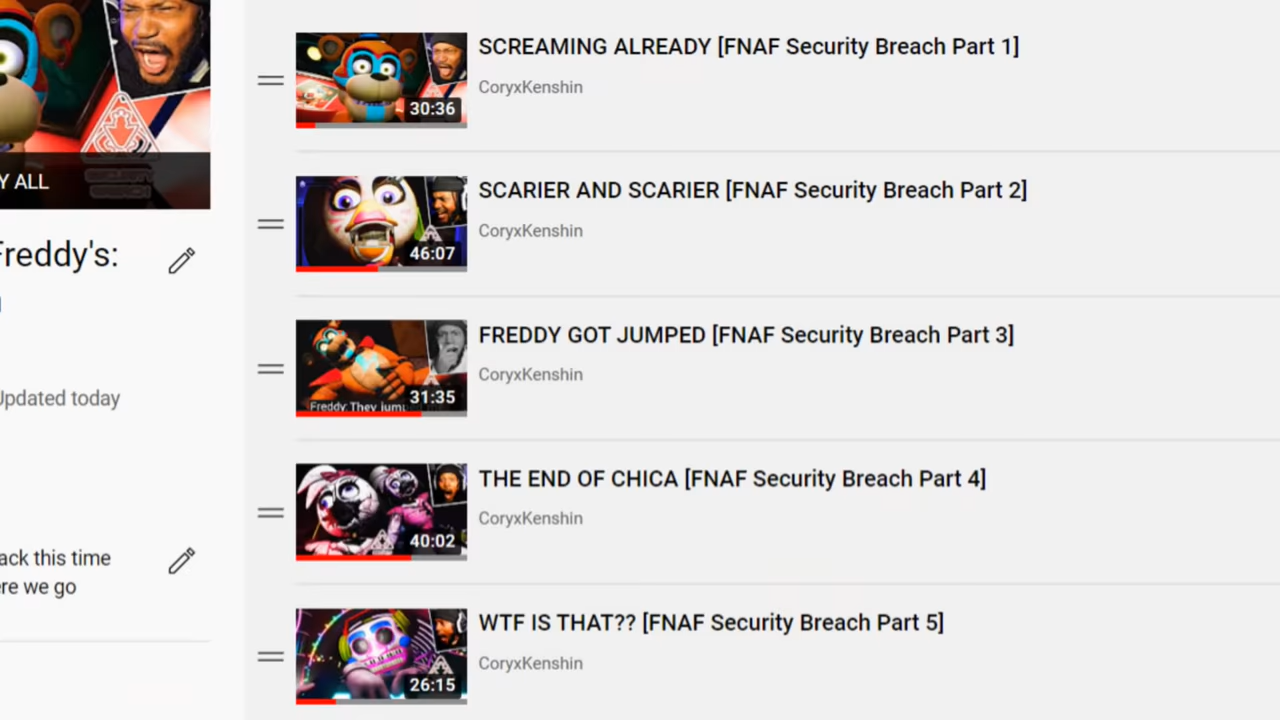 Y ALL
Freddy's:
Updated today
ack this time
ere we go
SCREAMING ALREADY [FNAF Security Breach Part 1]
CoryxKenshin
30:36
SCARIER AND SCARIER [FNAF Security Breach Part 2]
CoryxKenshin
46:07
FREDDY GOT JUMPED [FNAF Security Breach Part 3]
CoryxKenshin
Freddy: They jum
31:35
THE END OF CHICA [FNAF Security Breach Part 4]
CoryxKenshin
40:02
WTF IS THAT?? [FNAF Security Breach Part 5]
CoryxKenshin
26:15